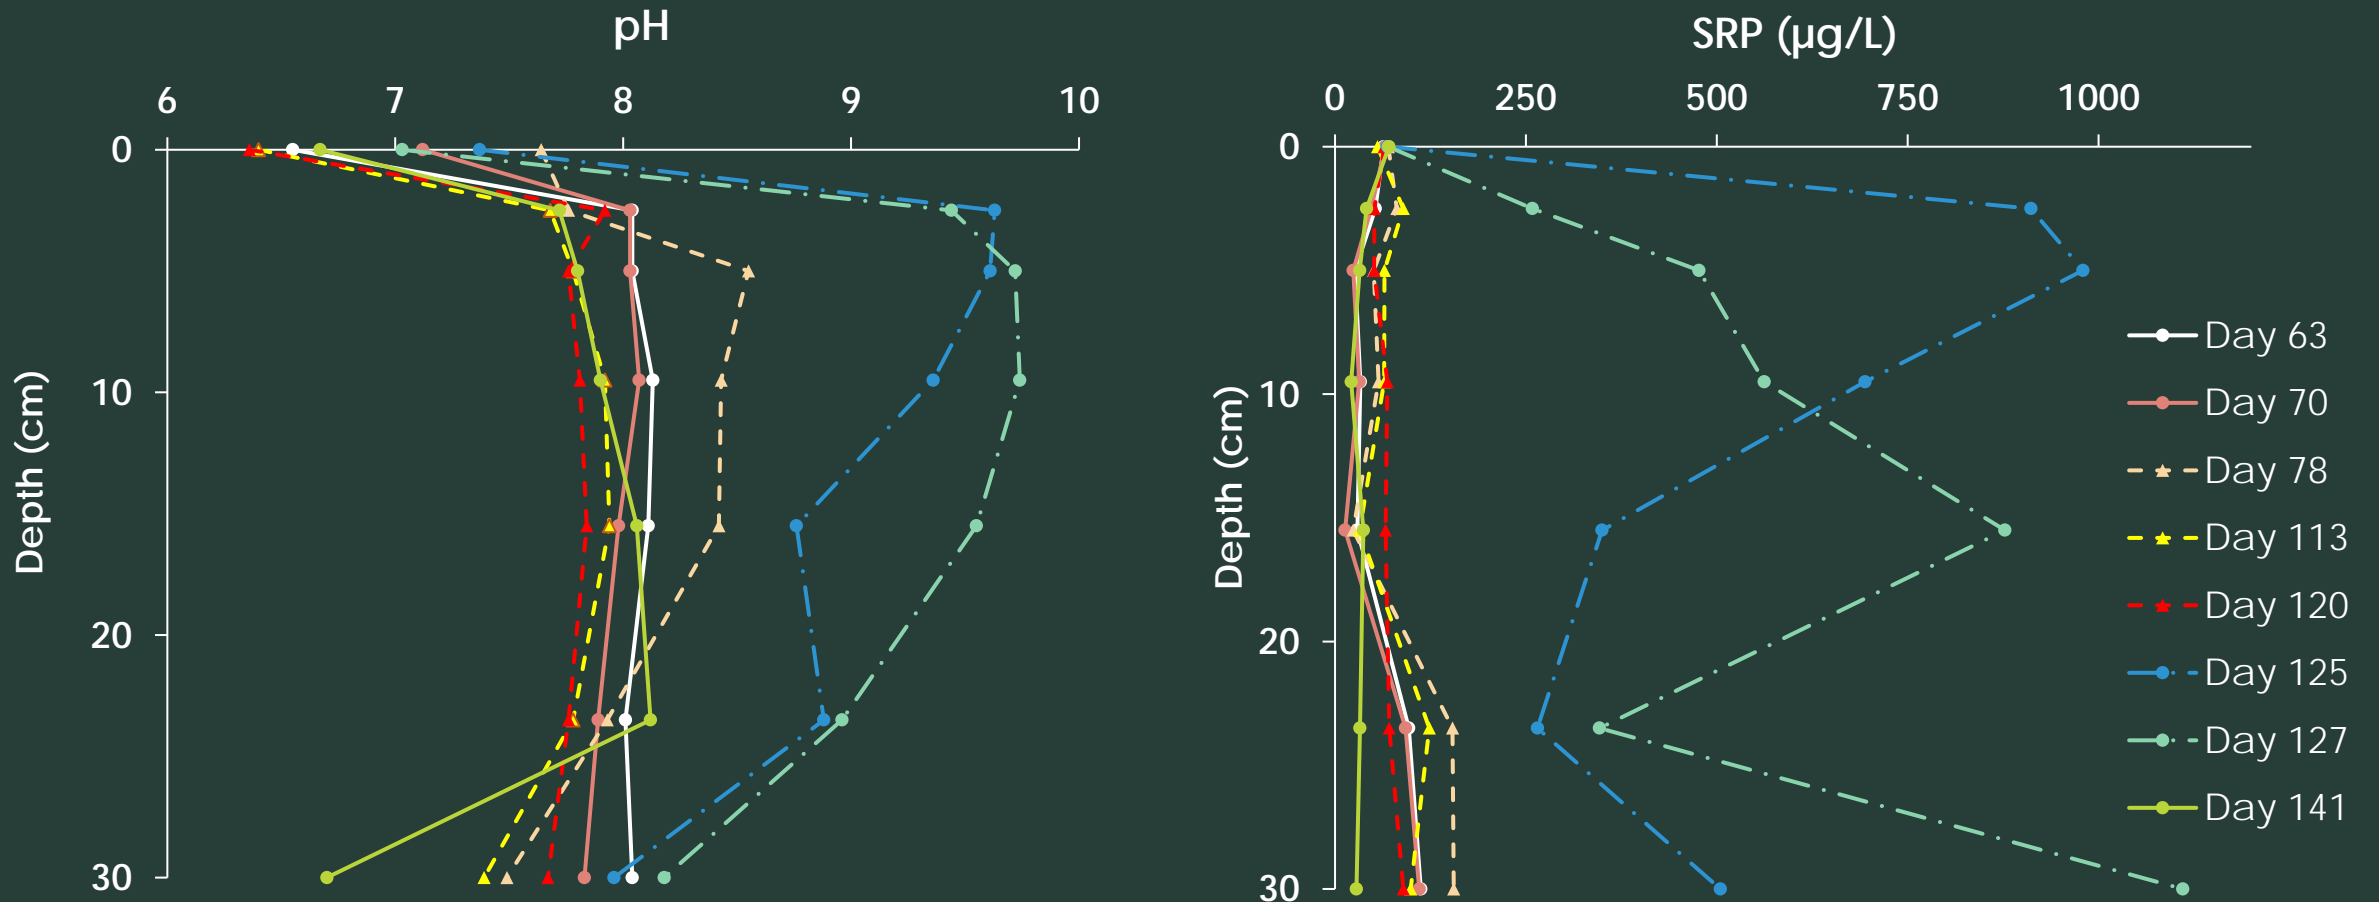 pH
6 7 8 9 10
0
10
20
30
Depth (cm)
SRP (µg/L)
0 250 500 750 1000
0
10
20
30
Depth (cm)
Day 63
Day 70
Day 78
Day 113
Day 120
Day 125
Day 127
Day 141